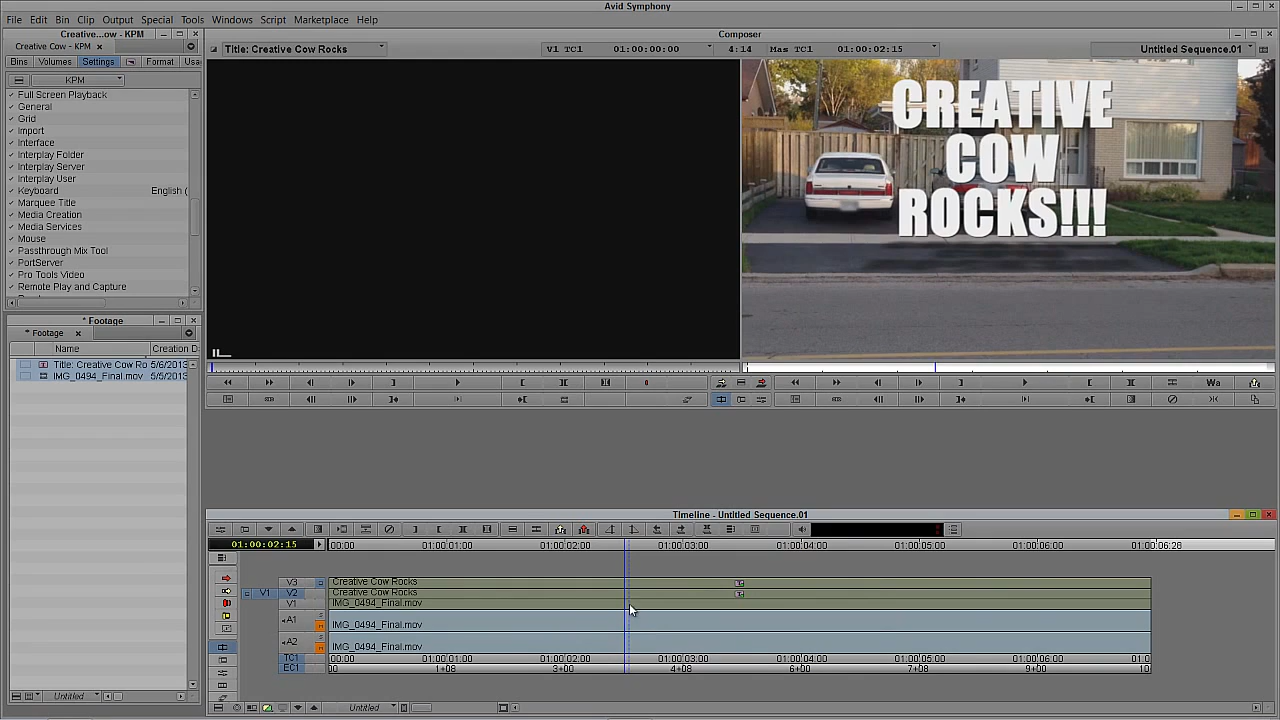 Avid Symphony
File Edit Bin Clip Output Special Tools Windows Script Marketplace Help
Creative...ow - KPM
Composer
Creative Cow - KPM
Title: Creative Cow Rocks
V1 TC1 01:00:00:00 4:14 Mas TC1 01:00:02:15
Untitled Sequence.01
Bins Volumes Settings Format Usa
KPM
Full Screen Playback
General
Grid
Import
Interface
Interplay Folder
Interplay Server
Interplay User
Keyboard English (
Marquee Title
Media Creation
Media Services
Mouse
Passthrough Mix Tool
PortServer
Pro Tools Video
Remote Play and Capture
CREATIVE
COW
ROCKS!!!
* Footage
* Footage
Name Creation D
Title: Creative Cow Ro 5/6/2013
IMG_0494_Final.mov 5/5/2013
Wa
Timeline - Untitled Sequence.01
01:00:02:15
00:00 01:00:01:00 01:00:02:00 01:00:03:00 01:00:04:00 01:00:05:00 01:00:06:00 01:00:06:28
V3 Creative Cow Rocks
V1 V2 Creative Cow Rocks
V1 IMG_0494_Final.mov
A1 IMG_0494_Final.mov
A2 IMG_0494_Final.mov
TC1 00:00 01:00:01:00 01:00:02:00 01:00:03:00 01:00:04:00 01:00:05:00 01:00:06:00 01:0
EC1 00 1+08 3+00 4+08 6+00 7+08 9+00 10
Untitled
Untitled